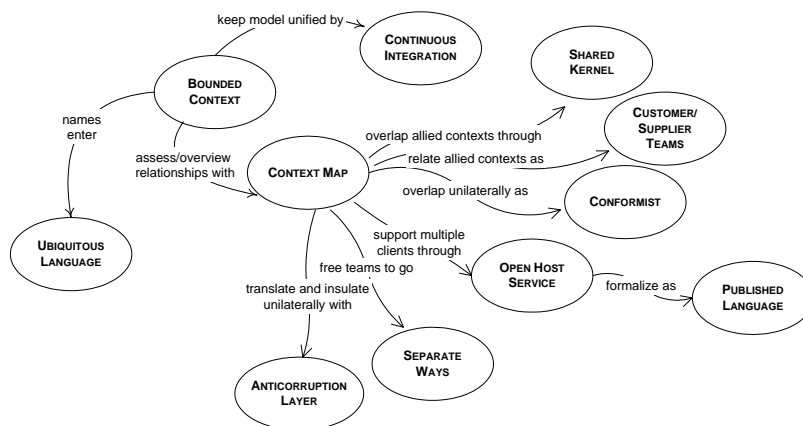 keep model unified by
CONTINUOUS
INTEGRATION
SHARED
KERNEL
BOUNDED
CONTEXT
CUSTOMER/
SUPPLIER
TEAMS
names
enter
overlap allied contexts through
assess/overview
relationships with
relate allied contexts as
CONTEXT MAP
overlap unilaterally as
CONFORMIST
UBIQUITOUS
LANGUAGE
support multiple
clients through
free teams to go
OPEN HOST
SERVICE
formalize as
PUBLISHED
LANGUAGE
translate and insulate
unilaterally with
SEPARATE
WAYS
ANTICORRUPTION
LAYER